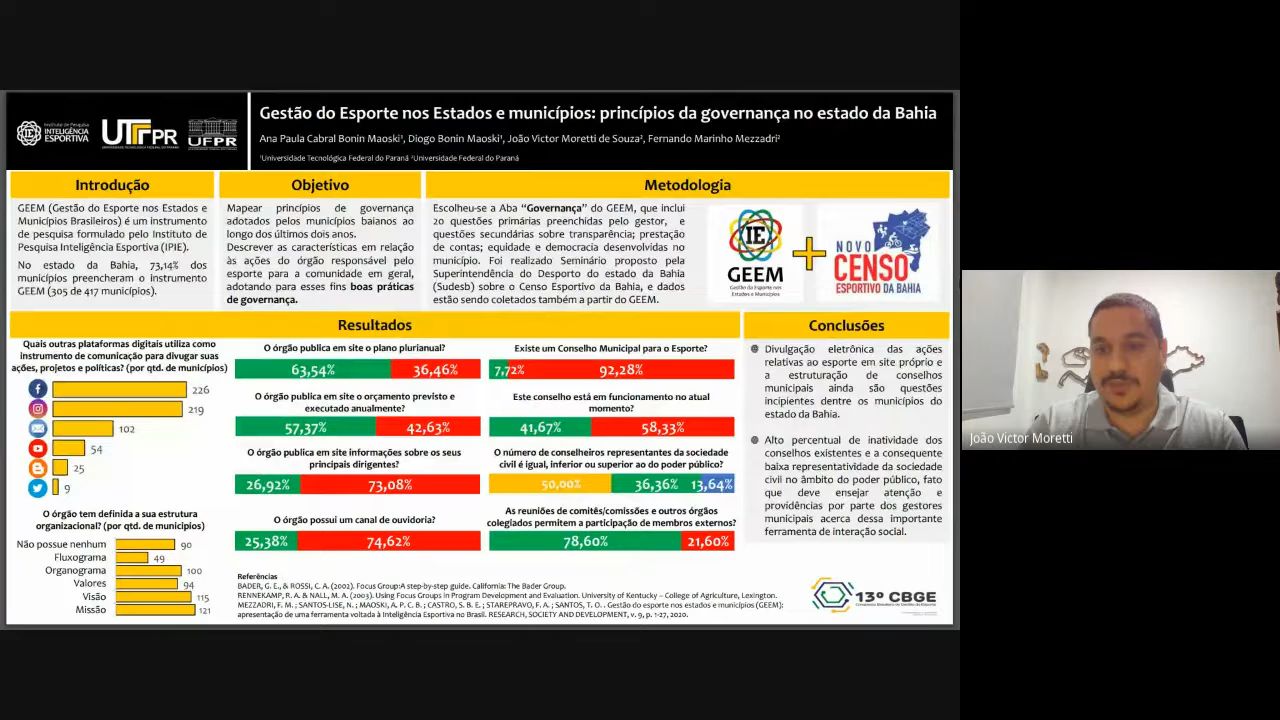 Instituto de Pesquisa
INTELIGÊNCIA
ESPORTIVA
UTFPR
UNIVERSIDADE TECNOLÓGICA FEDERAL DO PARANÁ
UFPR
Gestão do Esporte nos Estados e municípios: princípios da governança no estado da Bahia
Ana Paula Cabral Bonin Maoski¹, Diogo Bonin Maoski¹, João Victor Moretti de Souza², Fernando Marinho Mezzadri²
¹Universidade Tecnológica Federal do Paraná ²Universidade Federal do Paraná
Introdução
GEEM (Gestão do Esporte nos Estados e
Municípios Brasileiros) é um instrumento
de pesquisa formulado pelo Instituto de
Pesquisa Inteligência Esportiva (IPIE).
No estado da Bahia, 73,14% dos
municípios preencheram o instrumento
GEEM (305 de 417 municípios).
Objetivo
Mapear princípios de governança
adotados pelos municípios baianos ao
longo dos últimos dois anos.
Descrever as características em relação
às ações do órgão responsável pelo
esporte para a comunidade em geral,
adotando para esses fins boas práticas
de governança.
Metodologia
Escolheu-se a Aba “Governança” do GEEM, que inclui
20 questões primárias preenchidas pelo gestor, e
questões secundárias sobre transparência; prestação
de contas; equidade e democracia desenvolvidas no
município. Foi realizado Seminário proposto pela
Superintendência do Desporto do estado da Bahia
(Sudesb) sobre o Censo Esportivo da Bahia, e dados
estão sendo coletados também a partir do GEEM.
IE
GEEM
Gestão do Esporte nos
Estados e Municípios
NOVO
CENSO
ESPORTIVO DA BAHIA
Resultados
Quais outras plataformas digitais utiliza como
instrumento de comunicação para divugar suas
ações, projetos e políticas? (por qtd. de municípios)
226
219
102
54
25
9
O órgão tem definida a sua estrutura
organizacional? (por qtd. de municípios)
Não possue nenhum 90
Fluxograma 49
Organograma 100
Valores 94
Visão 115
Missão 121
O órgão publica em site o plano plurianual?
63,54% 36,46%
O órgão publica em site o orçamento previsto e
executado anualmente?
57,37% 42,63%
O órgão publica em site informações sobre os seus
principais dirigentes?
26,92% 73,08%
O órgão possui um canal de ouvidoria?
25,38% 74,62%
Existe um Conselho Municipal para o Esporte?
7,72% 92,28%
Este conselho está em funcionamento no atual
momento?
41,67% 58,33%
O número de conselheiros representantes da sociedade
civil é igual, inferior ou superior ao do poder público?
50,00% 36,36% 13,64%
As reuniões de comitês/comissões e outros órgãos
colegiados permitem a participação de membros externos?
78,60% 21,60%
Conclusões
Divulgação eletrônica das ações
relativas ao esporte em site próprio e
a estruturação de conselhos
municipais ainda são questões
incipientes dentre os municípios do
estado da Bahia.
Alto percentual de inatividade dos
conselhos existentes e a consequente
baixa representatividade da sociedade
civil no âmbito do poder público, fato
que deve ensejar atenção e
providências por parte dos gestores
municipais acerca dessa importante
ferramenta de interação social.
Referências
BADER, G. E., & ROSSI, C. A. (2002). Focus Group:A step-by-step guide. California: The Bader Group.
RENNEKAMP, R. A. & NALL, M. A. (2003). Using Focus Groups in Program Development and Evaluation. University of Kentucky – College of Agriculture, Lexington.
MEZZADRI, F. M. ; SANTOS-LISE, N. ; MAOSKI, A. P. C. B. ; CASTRO, S. B. E. ; STAREPRAVO, F. A. ; SANTOS, T. O. . Gestão do esporte nos estados e municípios (GEEM):
apresentação de uma ferramenta voltada à Inteligência Esportiva no Brasil. RESEARCH, SOCIETY AND DEVELOPMENT, v. 9, p. 1-27, 2020.
13º CBGE
Congresso Brasileiro de Gestão do Esporte
João Victor Moretti